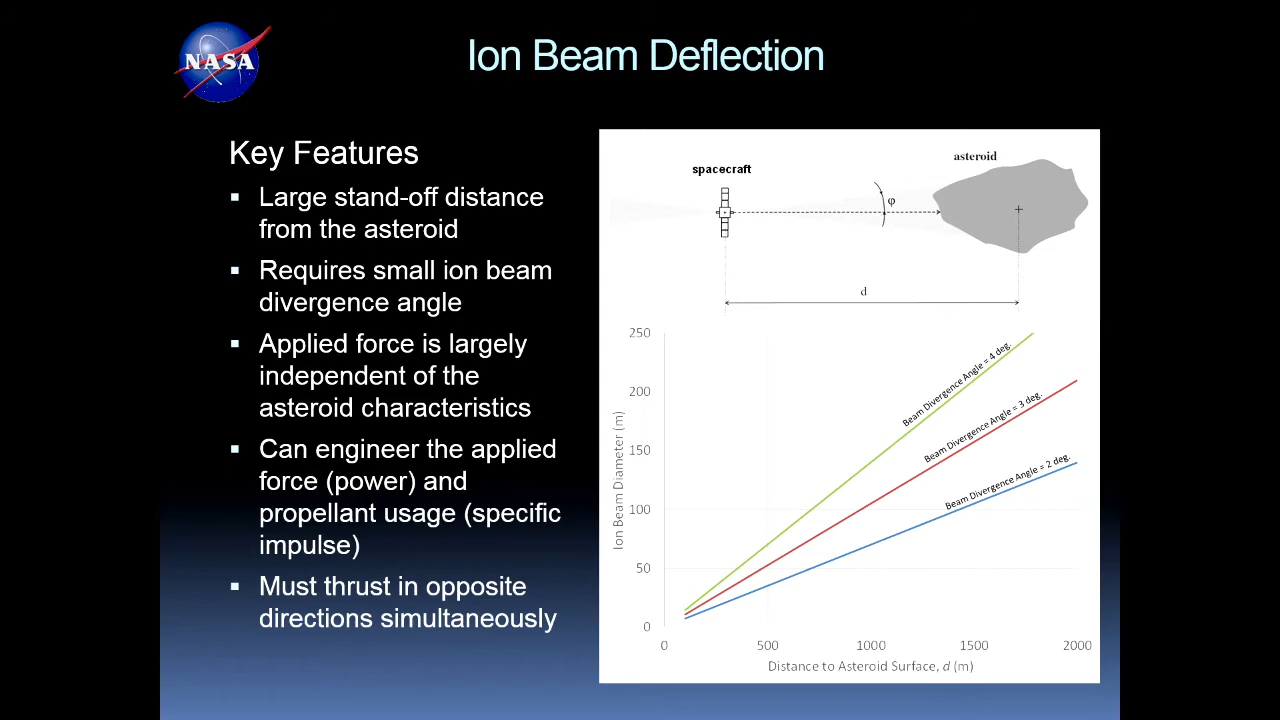 NASA
Ion Beam Deflection
Key Features
▪ Large stand-off distance
from the asteroid
▪ Requires small ion beam
divergence angle
▪ Applied force is largely
independent of the
asteroid characteristics
▪ Can engineer the applied
force (power) and
propellant usage (specific
impulse)
▪ Must thrust in opposite
directions simultaneously
asteroid
spacecraft
φ
d
250
200
150
100
50
0
Ion Beam Diameter (m)
Beam Divergence Angle = 4 deg.
Beam Divergence Angle = 3 deg.
Beam Divergence Angle = 2 deg.
0 500 1000 1500 2000
Distance to Asteroid Surface, d (m)